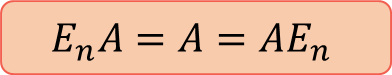 EₙA = A = AEₙ